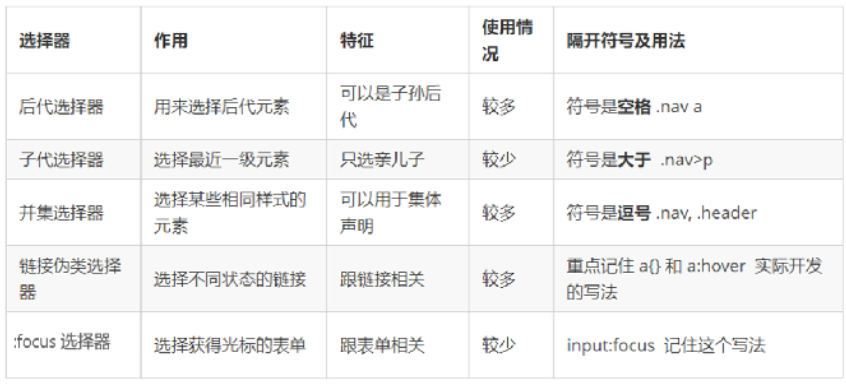 选择器 作用 特征 使用情况 隔开符号及用法
后代选择器 用来选择后代元素 可以是子孙后代 较多 符号是空格 .nav a
子代选择器 选择最近一级元素 只选亲儿子 较少 符号是大于 .nav>p
并集选择器 选择某些相同样式的元素 可以用于集体声明 较多 符号是逗号 .nav, .header
链接伪类选择器 选择不同状态的链接 跟链接相关 较多 重点记住 a{} 和 a:hover 实际开发的写法
:focus 选择器 选择获得光标的表单 跟表单相关 较少 input:focus 记住这个写法